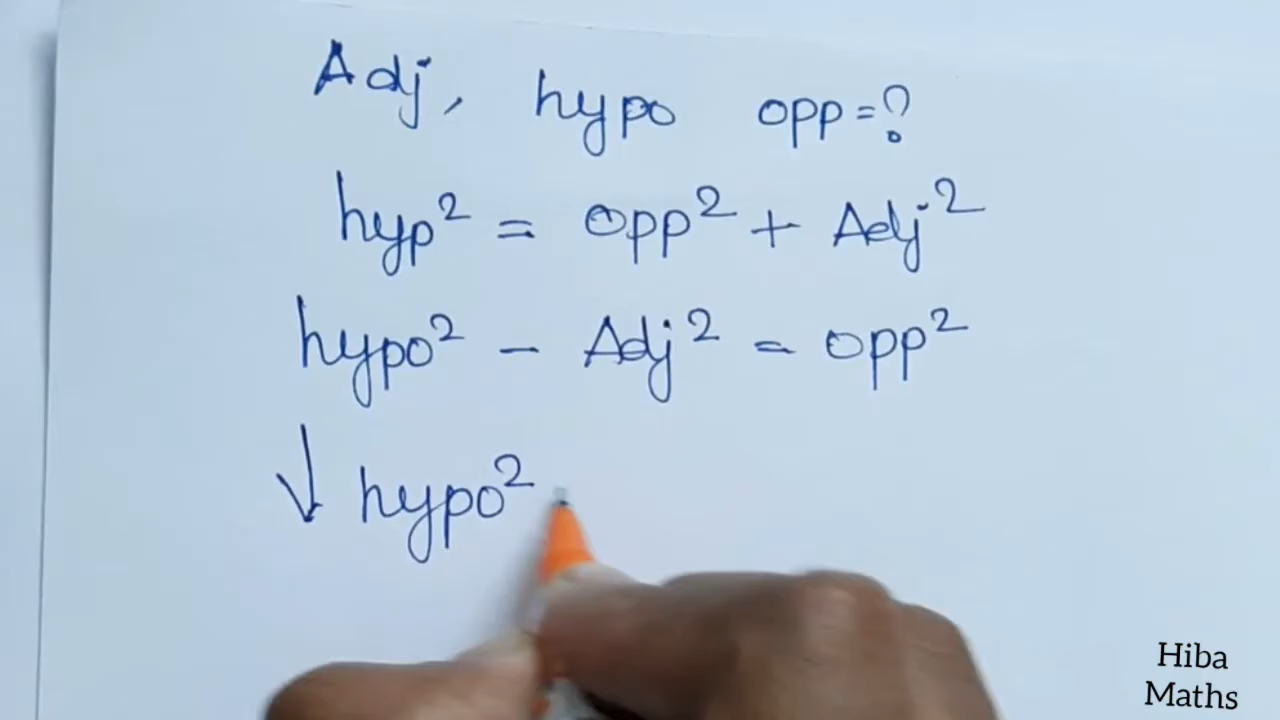 Adj, hypo opp=?
hyp² = opp² + Adj²
hypo² - Adj² = opp²
√ hypo²
Hiba
Maths